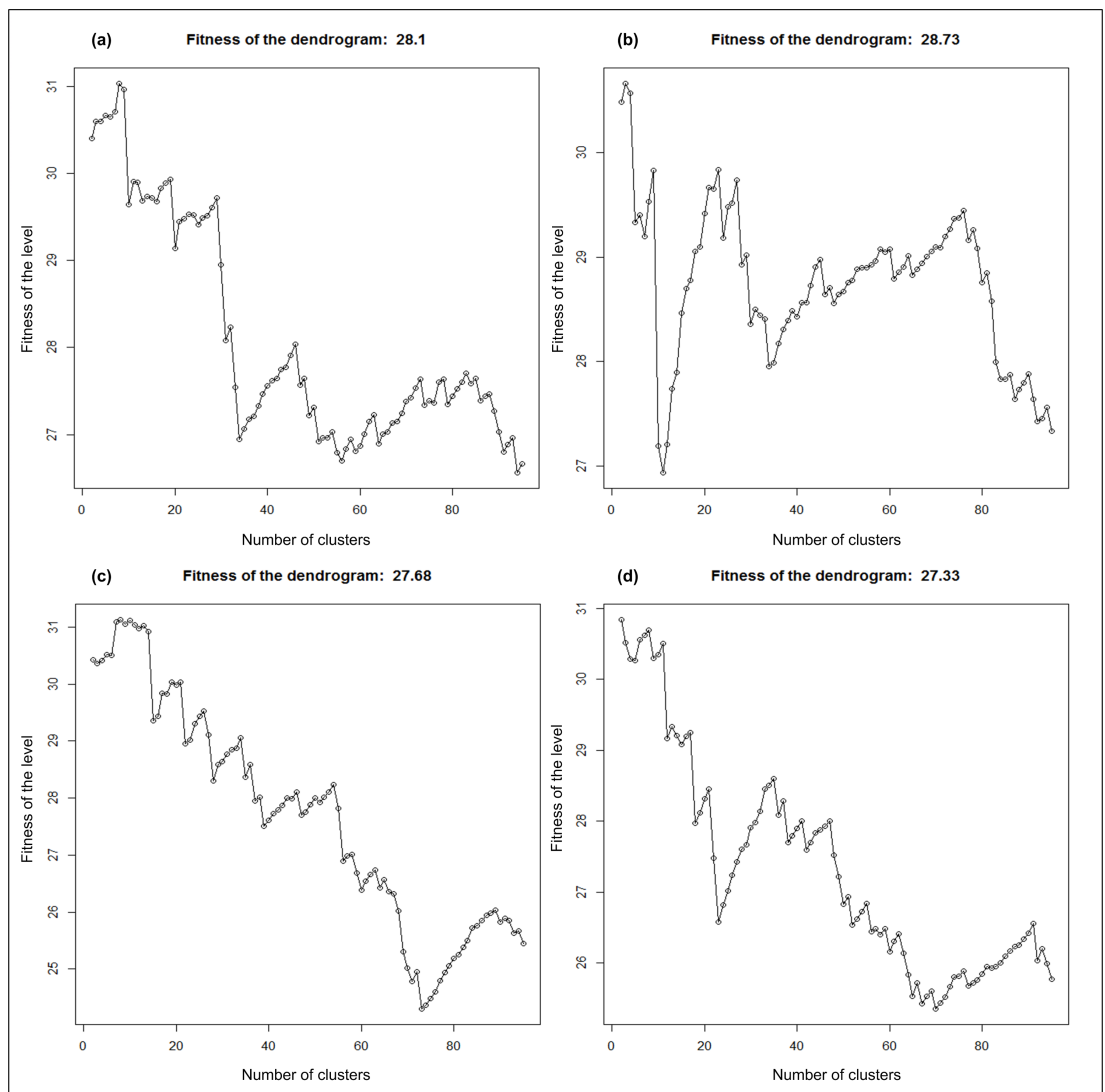 (a) Fitness of the dendrogram: 28.1
31
30
29
28
27
Fitness of the level
0 20 40 60 80
Number of clusters
(b) Fitness of the dendrogram: 28.73
30
29
28
27
Fitness of the level
0 20 40 60 80
Number of clusters
(c) Fitness of the dendrogram: 27.68
31
30
29
28
27
26
25
Fitness of the level
0 20 40 60 80
Number of clusters
(d) Fitness of the dendrogram: 27.33
31
30
29
28
27
26
Fitness of the level
0 20 40 60 80
Number of clusters